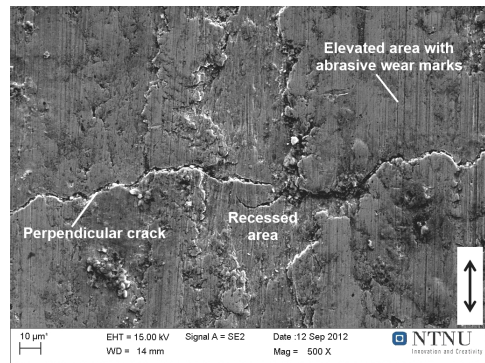 Elevated area with
abrasive wear marks
Perpendicular crack
Recessed
area
10 µm
EHT = 15.00 kV
Signal A = SE2
Date :12 Sep 2012
WD = 14 mm
Mag = 500 X
NTNU
Innovation and Creativity